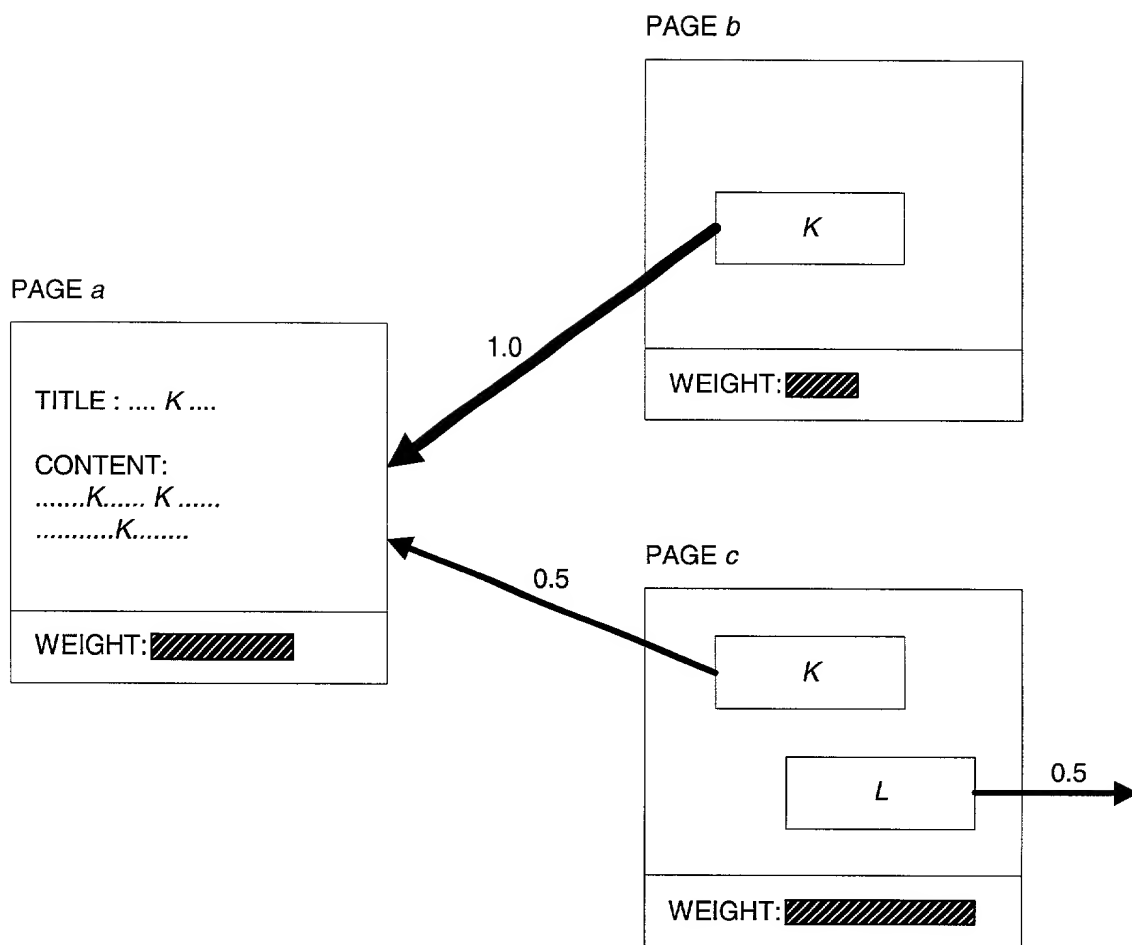 PAGE b
K
WEIGHT:
1.0
PAGE a
TITLE : .... K ....
CONTENT:
.......K...... K ......
...........K........
WEIGHT:
0.5
PAGE c
K
L
0.5
WEIGHT: